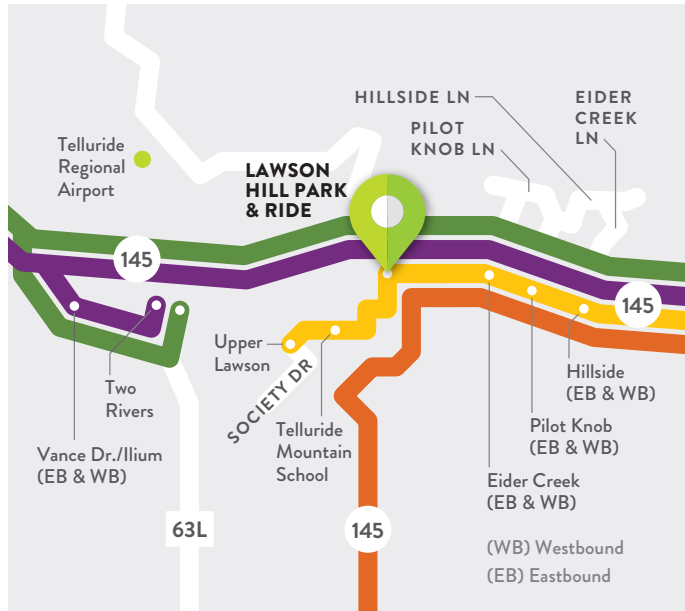 HILLSIDE LN
EIDER
CREEK
LN
PILOT
KNOB LN
Telluride
Regional
Airport
LAWSON
HILL PARK
& RIDE
145
145
Upper
Lawson
SOCIETY DR
Two
Rivers
Telluride
Mountain
School
Hillside
(EB & WB)
Pilot Knob
(EB & WB)
Vance Dr./Ilium
(EB & WB)
Eider Creek
(EB & WB)
63L
145
(WB) Westbound
(EB) Eastbound